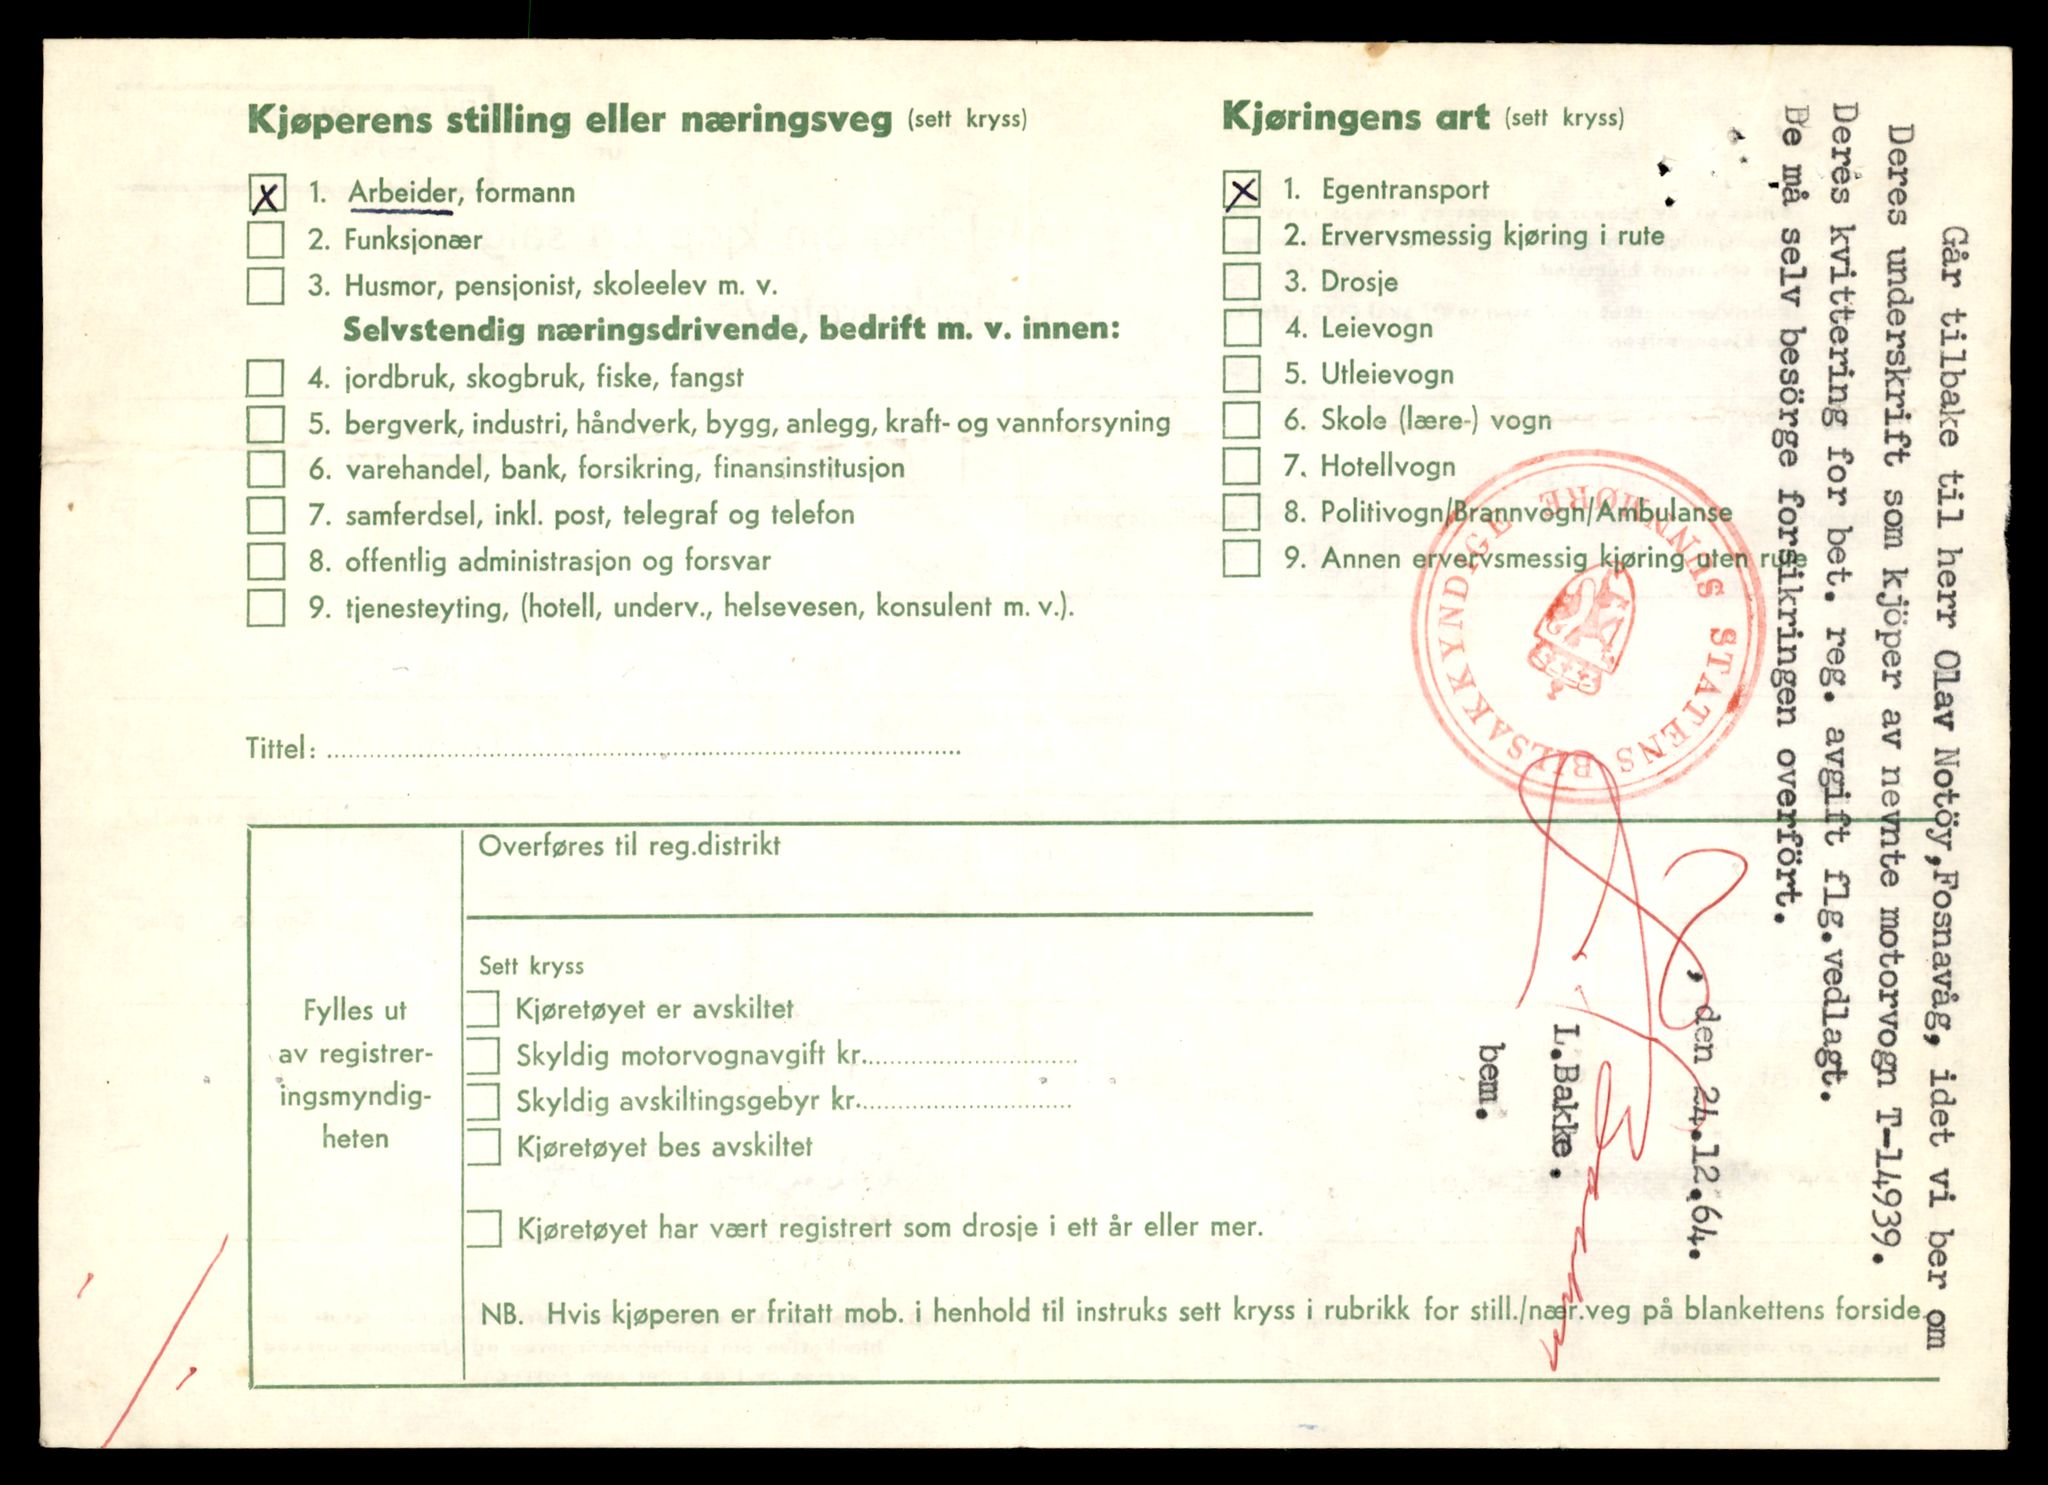 Kjøperens stilling eller næringsveg (sett kryss)
X 1. Arbeider, formann
2. Funksjonær
3. Husmor, pensjonist, skoleelev m. v.
Selvstendig næringsdrivende, bedrift m. v. innen:
4. jordbruk, skogbruk, fiske, fangst
5. bergverk, industri, håndverk, bygg, anlegg, kraft- og vannforsyning
6. varehandel, bank, forsikring, finansinstitusjon
7. samferdsel, inkl. post, telegraf og telefon
8. offentlig administrasjon og forsvar
9. tjenesteyting, (hotell, underv., helsevesen, konsulent m. v.).
Tittel:
Kjøringens art (sett kryss)
X 1. Egentransport
2. Ervervsmessig kjøring i rute
3. Drosje
4. Leievogn
5. Utleievogn
6. Skole (lære-) vogn
7. Hotellvogn
8. Politivogn/Brannvogn/Ambulanse
9. Annen ervervsmessig kjøring uten rute
STATENS BILSAKKYNDIGE SUNNMØRE
Fylles ut
av registrer-
ingsmyndig-
heten
Overføres til reg.distrikt
Sett kryss
Kjøretøyet er avskiltet
Skyldig motorvognavgift kr.
Skyldig avskiltingsgebyr kr.
Kjøretøyet bes avskiltet
Kjøretøyet har vært registrert som drosje i ett år eller mer.
NB. Hvis kjøperen er fritatt mob. i henhold til instruks sett kryss i rubrikk for still./nær.veg på blankettens forside.
Går tilbake til herr Olav Notöy,Fosnavåg, idet vi ber om
Deres underskrift som kjöper av nevnte motorvogn T-14939.
Deres kvittering for bet. reg. avgift flg.vedlagt.
De må selv besörge forsikringen overfört.
, den 24.12.64.
L.Bakke.
bem.